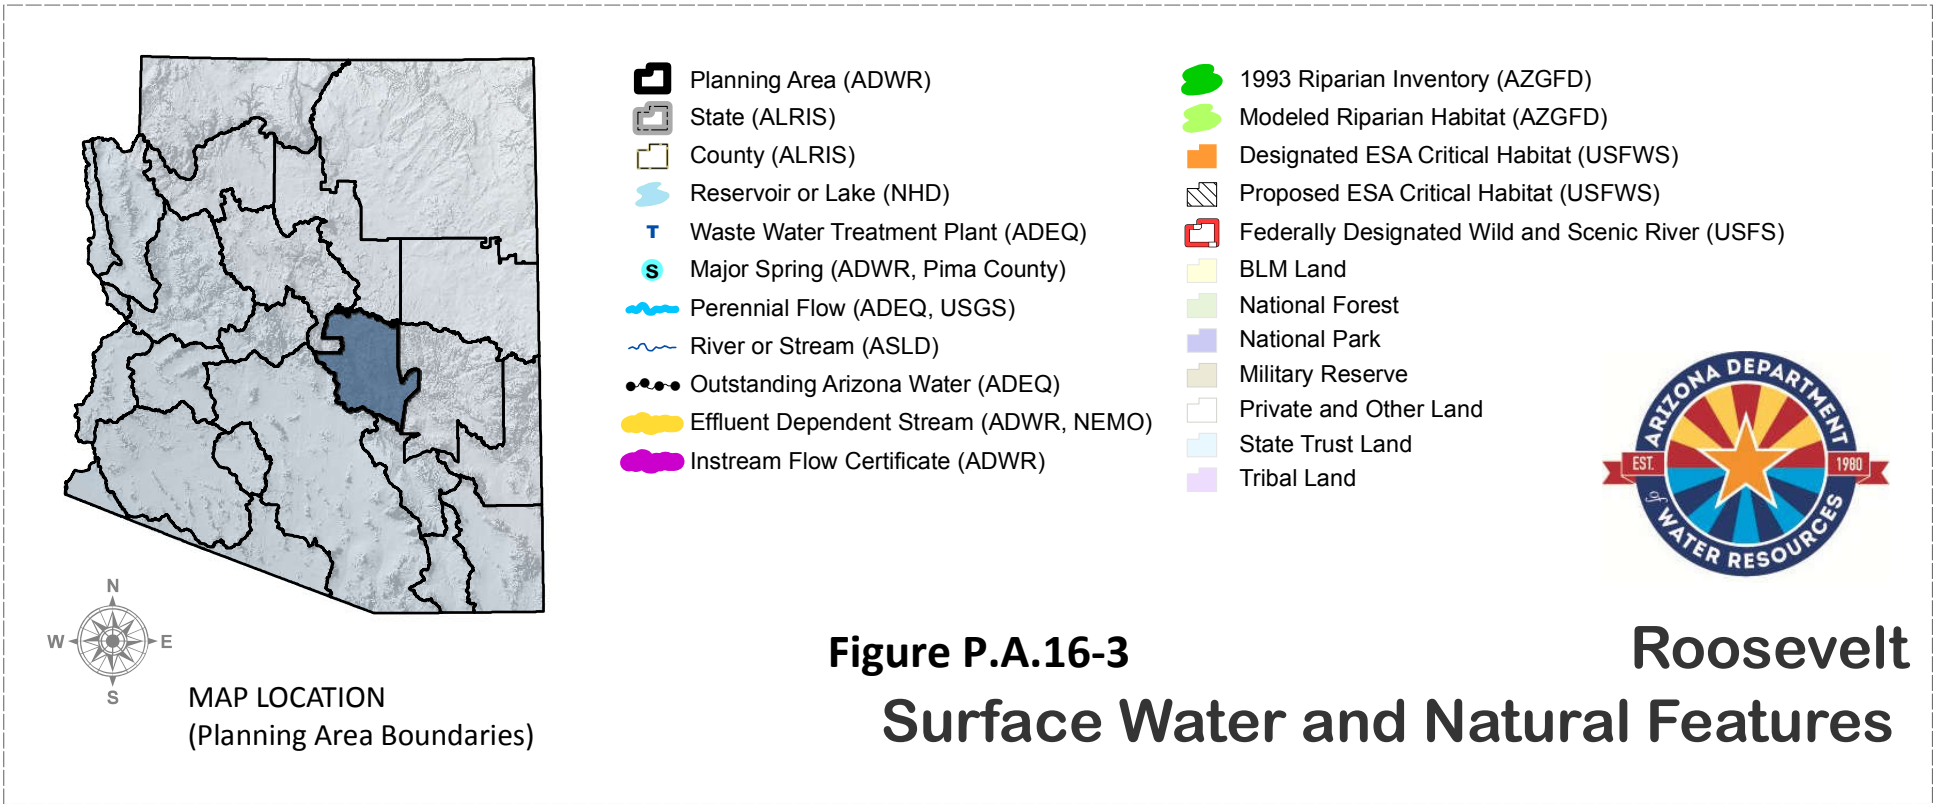 Planning Area (ADWR)
State (ALRIS)
County (ALRIS)
Reservoir or Lake (NHD)
T Waste Water Treatment Plant (ADEQ)
S Major Spring (ADWR, Pima County)
Perennial Flow (ADEQ, USGS)
River or Stream (ASLD)
Outstanding Arizona Water (ADEQ)
Effluent Dependent Stream (ADWR, NEMO)
Instream Flow Certificate (ADWR)
1993 Riparian Inventory (AZGFD)
Modeled Riparian Habitat (AZGFD)
Designated ESA Critical Habitat (USFWS)
Proposed ESA Critical Habitat (USFWS)
Federally Designated Wild and Scenic River (USFS)
BLM Land
National Forest
National Park
Military Reserve
Private and Other Land
State Trust Land
Tribal Land
ARIZONA DEPARTMENT
EST. 1980
of WATER RESOURCES
N
W E
S
MAP LOCATION
(Planning Area Boundaries)
Figure P.A.16-3
Roosevelt
Surface Water and Natural Features